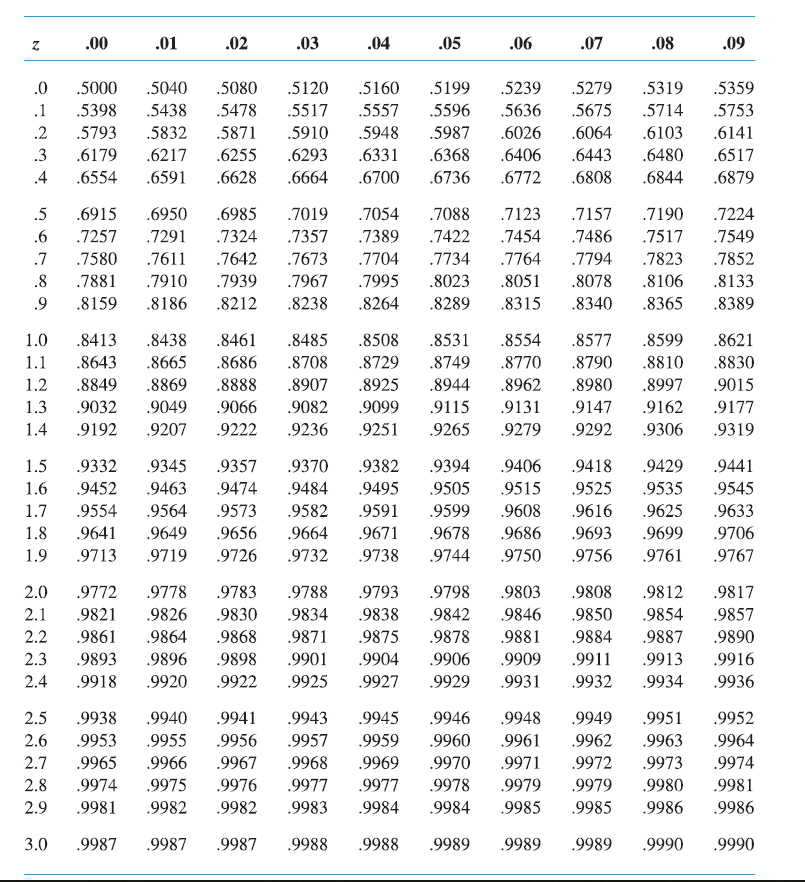 z .00 .01 .02 .03 .04 .05 .06 .07 .08 .09
.0 .5000 .5040 .5080 .5120 .5160 .5199 .5239 .5279 .5319 .5359
.1 .5398 .5438 .5478 .5517 .5557 .5596 .5636 .5675 .5714 .5753
.2 .5793 .5832 .5871 .5910 .5948 .5987 .6026 .6064 .6103 .6141
.3 .6179 .6217 .6255 .6293 .6331 .6368 .6406 .6443 .6480 .6517
.4 .6554 .6591 .6628 .6664 .6700 .6736 .6772 .6808 .6844 .6879
.5 .6915 .6950 .6985 .7019 .7054 .7088 .7123 .7157 .7190 .7224
.6 .7257 .7291 .7324 .7357 .7389 .7422 .7454 .7486 .7517 .7549
.7 .7580 .7611 .7642 .7673 .7704 .7734 .7764 .7794 .7823 .7852
.8 .7881 .7910 .7939 .7967 .7995 .8023 .8051 .8078 .8106 .8133
.9 .8159 .8186 .8212 .8238 .8264 .8289 .8315 .8340 .8365 .8389
1.0 .8413 .8438 .8461 .8485 .8508 .8531 .8554 .8577 .8599 .8621
1.1 .8643 .8665 .8686 .8708 .8729 .8749 .8770 .8790 .8810 .8830
1.2 .8849 .8869 .8888 .8907 .8925 .8944 .8962 .8980 .8997 .9015
1.3 .9032 .9049 .9066 .9082 .9099 .9115 .9131 .9147 .9162 .9177
1.4 .9192 .9207 .9222 .9236 .9251 .9265 .9279 .9292 .9306 .9319
1.5 .9332 .9345 .9357 .9370 .9382 .9394 .9406 .9418 .9429 .9441
1.6 .9452 .9463 .9474 .9484 .9495 .9505 .9515 .9525 .9535 .9545
1.7 .9554 .9564 .9573 .9582 .9591 .9599 .9608 .9616 .9625 .9633
1.8 .9641 .9649 .9656 .9664 .9671 .9678 .9686 .9693 .9699 .9706
1.9 .9713 .9719 .9726 .9732 .9738 .9744 .9750 .9756 .9761 .9767
2.0 .9772 .9778 .9783 .9788 .9793 .9798 .9803 .9808 .9812 .9817
2.1 .9821 .9826 .9830 .9834 .9838 .9842 .9846 .9850 .9854 .9857
2.2 .9861 .9864 .9868 .9871 .9875 .9878 .9881 .9884 .9887 .9890
2.3 .9893 .9896 .9898 .9901 .9904 .9906 .9909 .9911 .9913 .9916
2.4 .9918 .9920 .9922 .9925 .9927 .9929 .9931 .9932 .9934 .9936
2.5 .9938 .9940 .9941 .9943 .9945 .9946 .9948 .9949 .9951 .9952
2.6 .9953 .9955 .9956 .9957 .9959 .9960 .9961 .9962 .9963 .9964
2.7 .9965 .9966 .9967 .9968 .9969 .9970 .9971 .9972 .9973 .9974
2.8 .9974 .9975 .9976 .9977 .9977 .9978 .9979 .9979 .9980 .9981
2.9 .9981 .9982 .9982 .9983 .9984 .9984 .9985 .9985 .9986 .9986
3.0 .9987 .9987 .9987 .9988 .9988 .9989 .9989 .9989 .9990 .9990